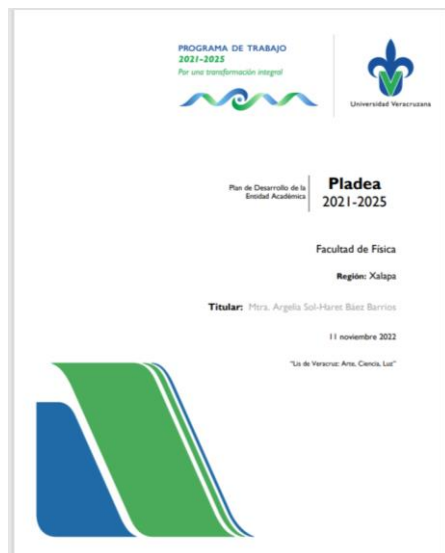 PROGRAMA DE TRABAJO
2021-2025
Por una transformación integral
Universidad Veracruzana
Plan de Desarrollo de la
Entidad Académica
Pladea
2021-2025
Facultad de Física
Región: Xalapa
Titular: Mtra. Argelia Sol-Haret Báez Barrios
11 noviembre 2022
"Lis de Veracruz: Arte, Ciencia, Luz"